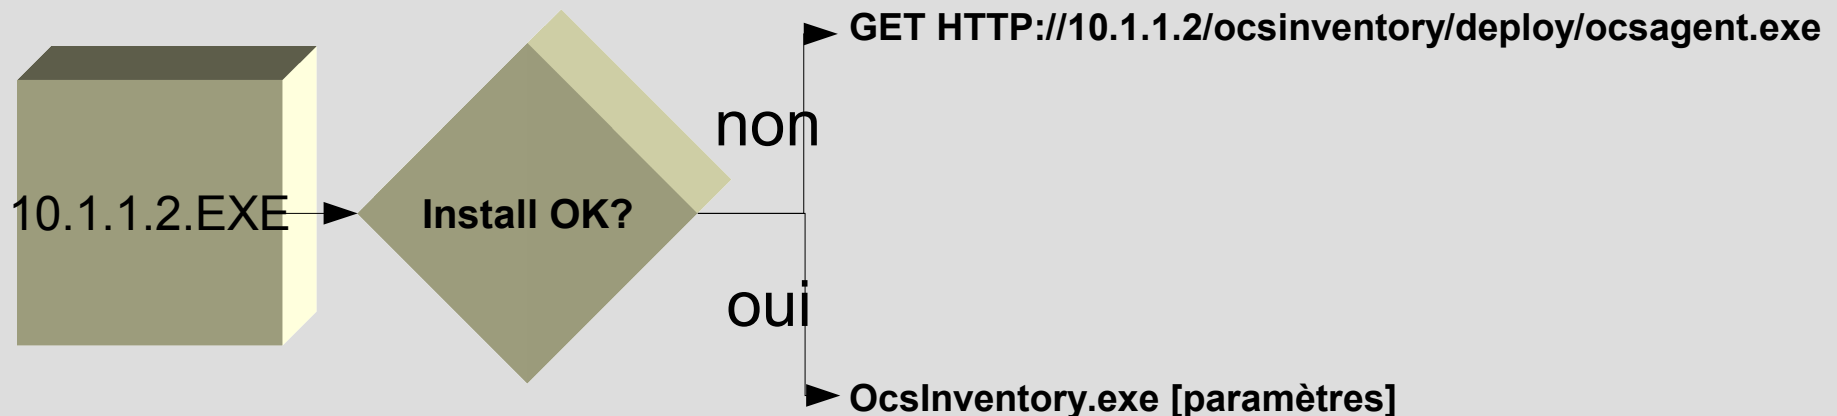 GET HTTP://10.1.1.2/ocsinventory/deploy/ocsagent.exe
non
10.1.1.2.EXE
Install OK?
oui
OcsInventory.exe [paramètres]